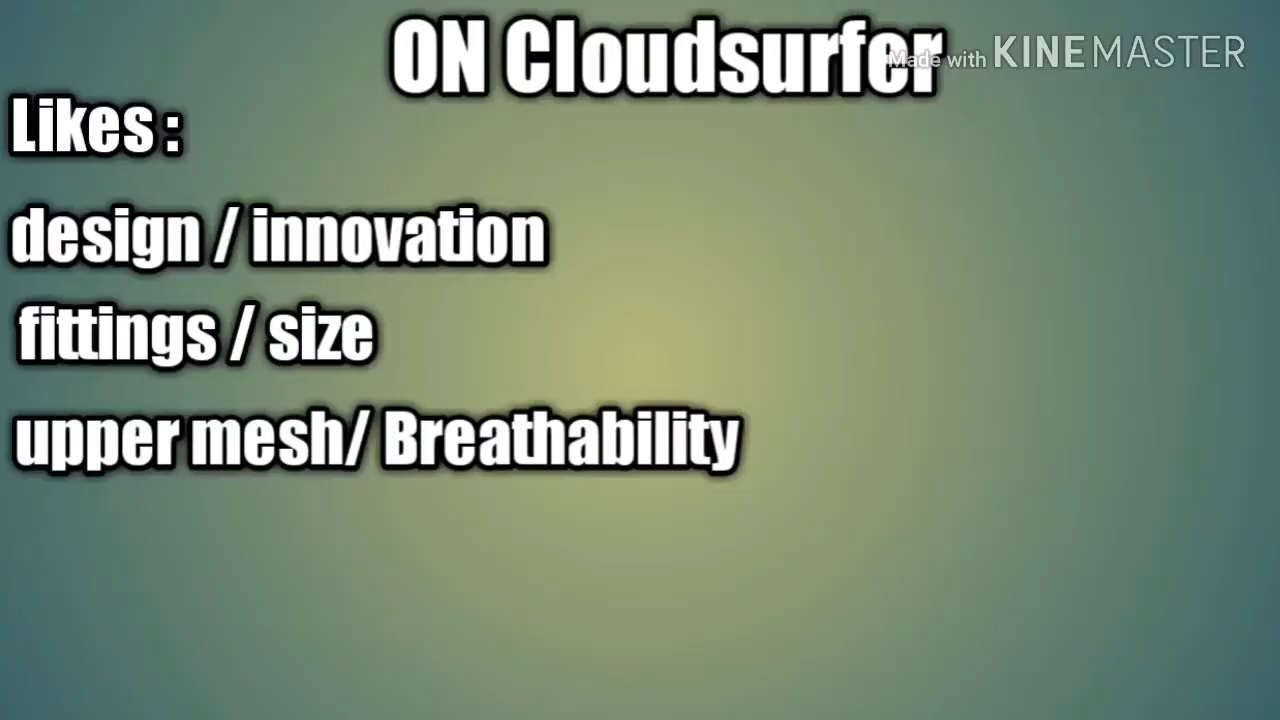 ON Cloudsurfer
Made with KINEMASTER
Likes :
design / innovation
fittings / size
upper mesh/ Breathability